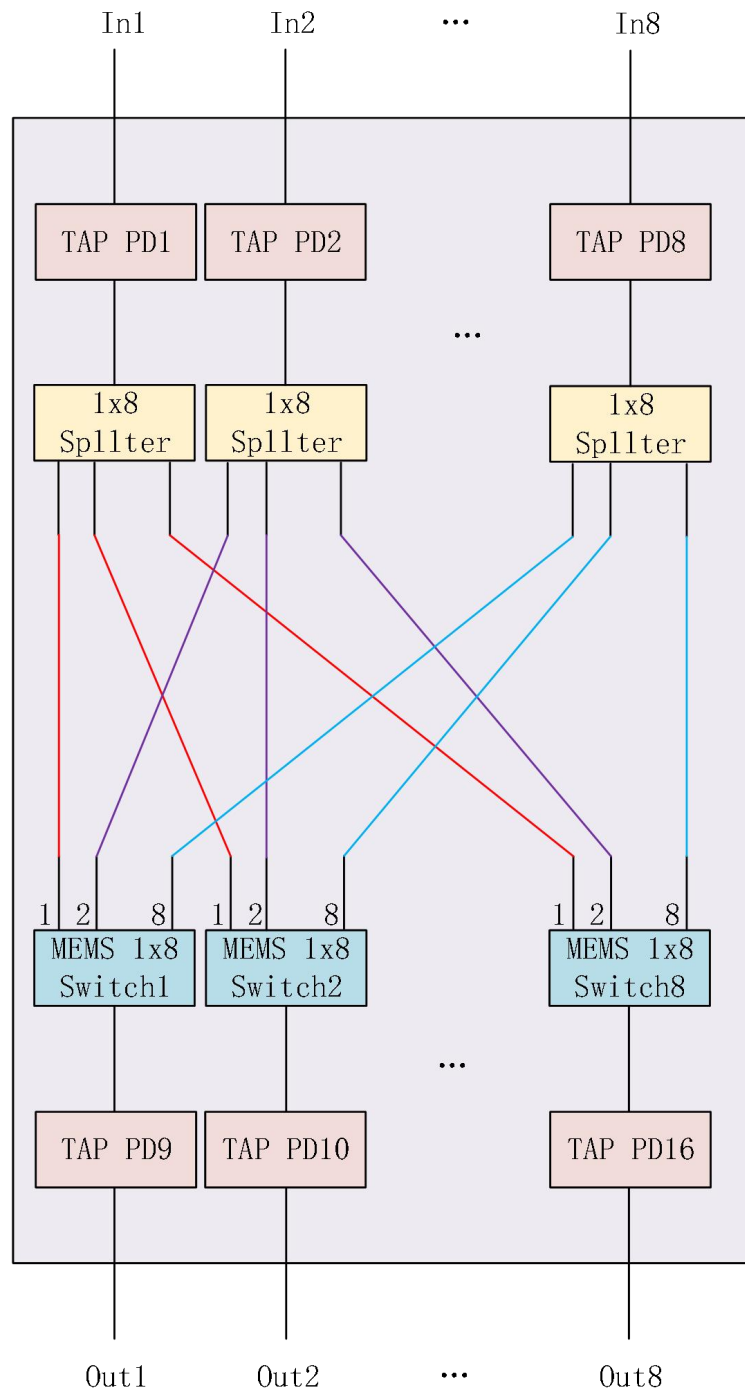 In1 In2 ... In8
TAP PD1 TAP PD2 TAP PD8
...
1x8 1x8 1x8
Spllter Spllter Spllter
1 2 8 1 2 8 1 2 8
MEMS 1x8 MEMS 1x8 MEMS 1x8
Switch1 Switch2 Switch8
...
TAP PD9 TAP PD10 TAP PD16
Out1 Out2 ... Out8